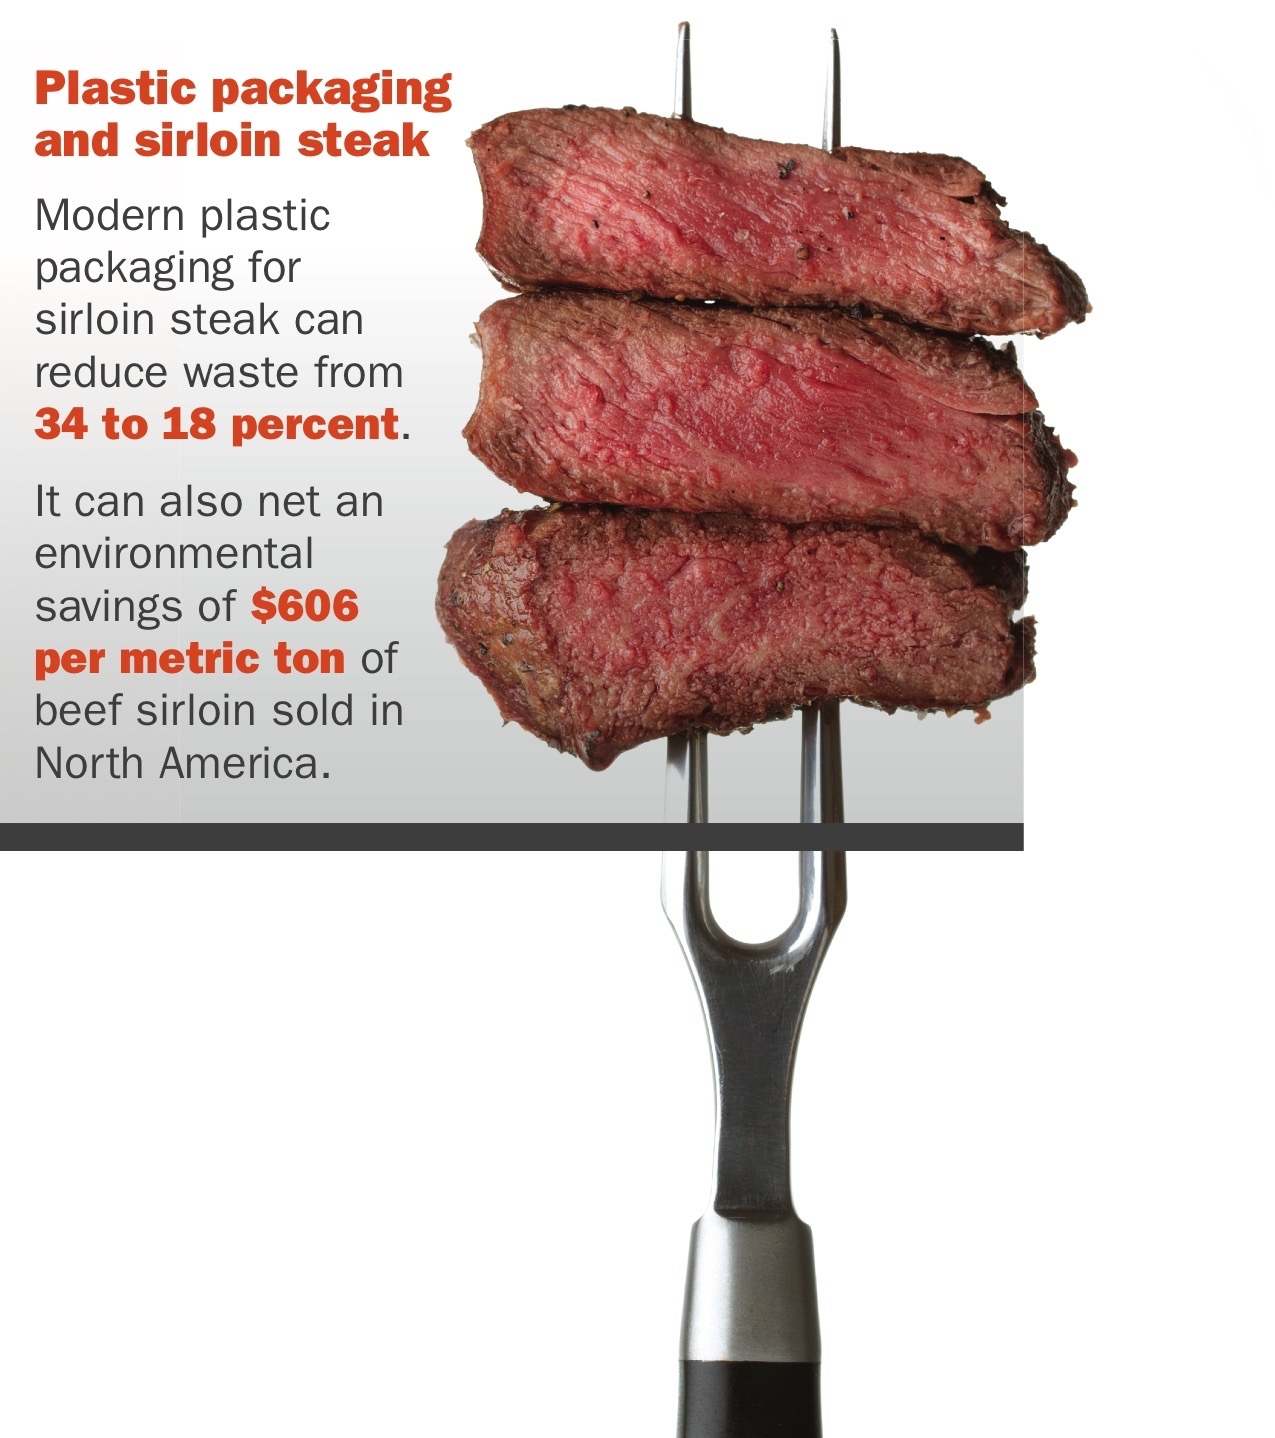 Plastic packaging
and sirloin steak
Modern plastic
packaging for
sirloin steak can
reduce waste from
34 to 18 percent.
It can also net an
environmental
savings of $606
per metric ton of
beef sirloin sold in
North America.